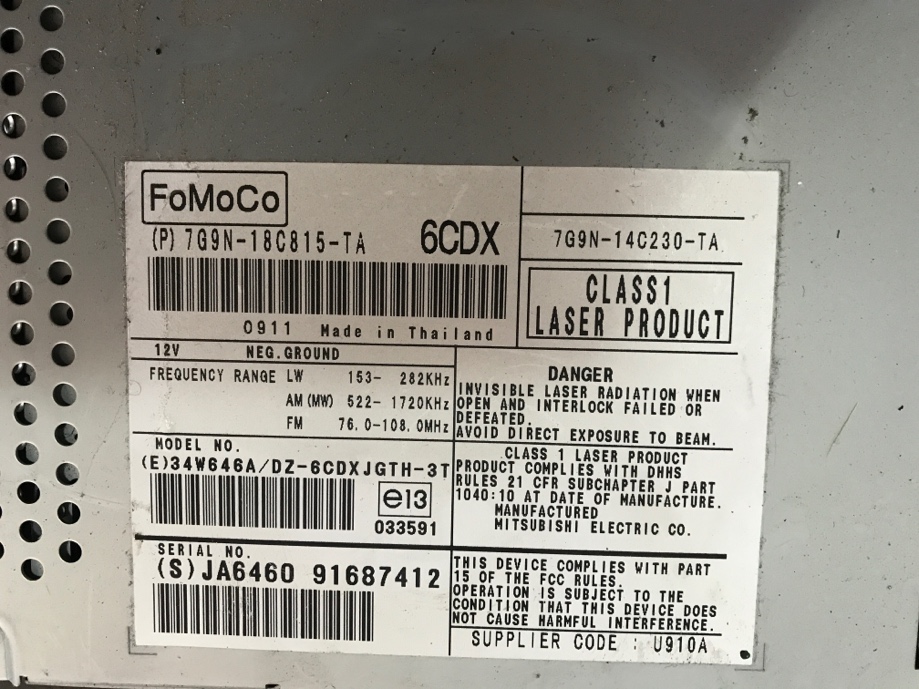 FoMoCo
(P) 7G9N-18C815-TA 6CDX
0911 Made in Thailand
7G9N-14C230-TA
CLASS1
LASER PRODUCT
12V NEG.GROUND
FREQUENCY RANGE LW 153- 282KHz
AM (MW) 522- 1720KHz
FM 76.0-108.0MHz
DANGER
INVISIBLE LASER RADIATION WHEN
OPEN AND INTERLOCK FAILED OR
DEFEATED.
AVOID DIRECT EXPOSURE TO BEAM.
MODEL NO.
(E)34W646A/DZ-6CDXJGTH-3T
e13
033591
CLASS 1 LASER PRODUCT
PRODUCT COMPLIES WITH DHHS
RULES 21 CFR SUBCHAPTER J PART
1040:10 AT DATE OF MANUFACTURE.
MANUFACTURED
MITSUBISHI ELECTRIC CO.
SERIAL NO.
(S)JA6460 91687412
THIS DEVICE COMPLIES WITH PART
15 OF THE FCC RULES.
OPERATION IS SUBJECT TO THE
CONDITION THAT THIS DEVICE DOES
NOT CAUSE HARMFUL INTERFERENCE.
SUPPLIER CODE : U910A